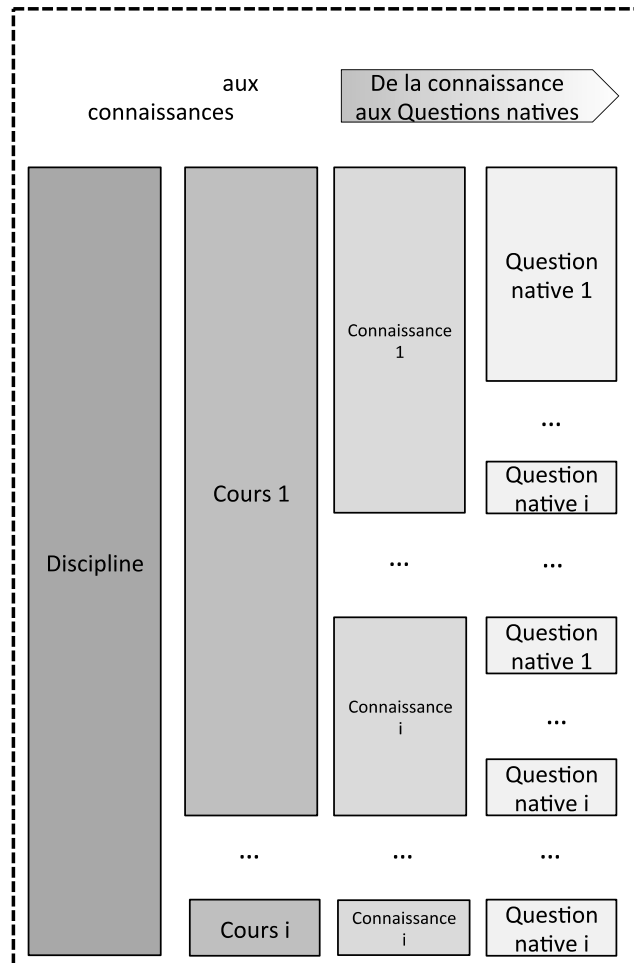 aux
connaissances
De la connaissance
aux Questions natives
Discipline
Cours 1
Connaissance
1
Question
native 1
...
Question
native i
...
...
Connaissance
i
Question
native 1
...
Question
native i
...
...
...
Cours i
Connaissance
i
Question
native i